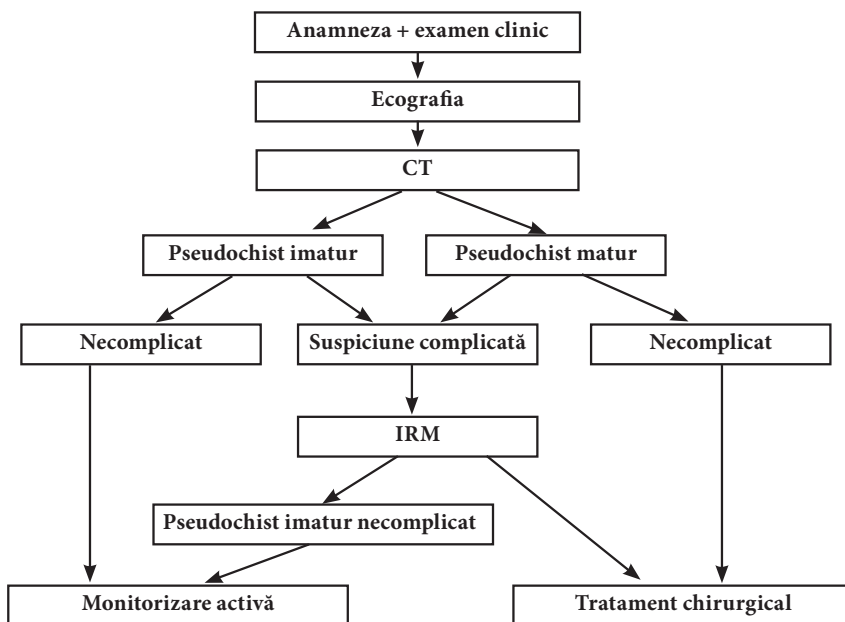 Anamneza + examen clinic
Ecografia
CT
Pseudochist imatur
Pseudochist matur
Necomplicat
Suspiciune complicată
Necomplicat
IRM
Pseudochist imatur necomplicat
Monitorizare activă
Tratament chirurgical